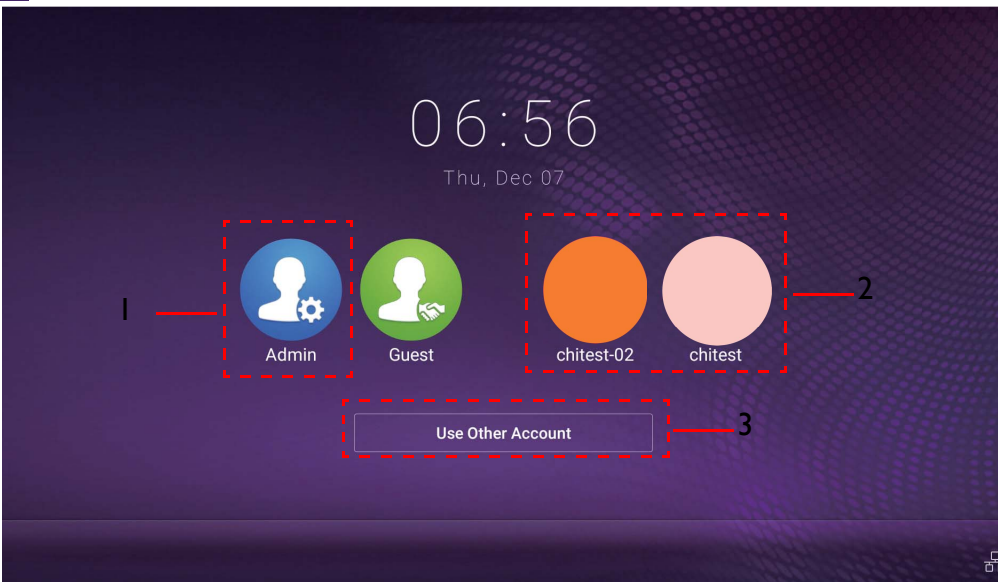 06:56
Thu, Dec 07
1
Admin
Guest
chitest-02
chitest
2
Use Other Account
3